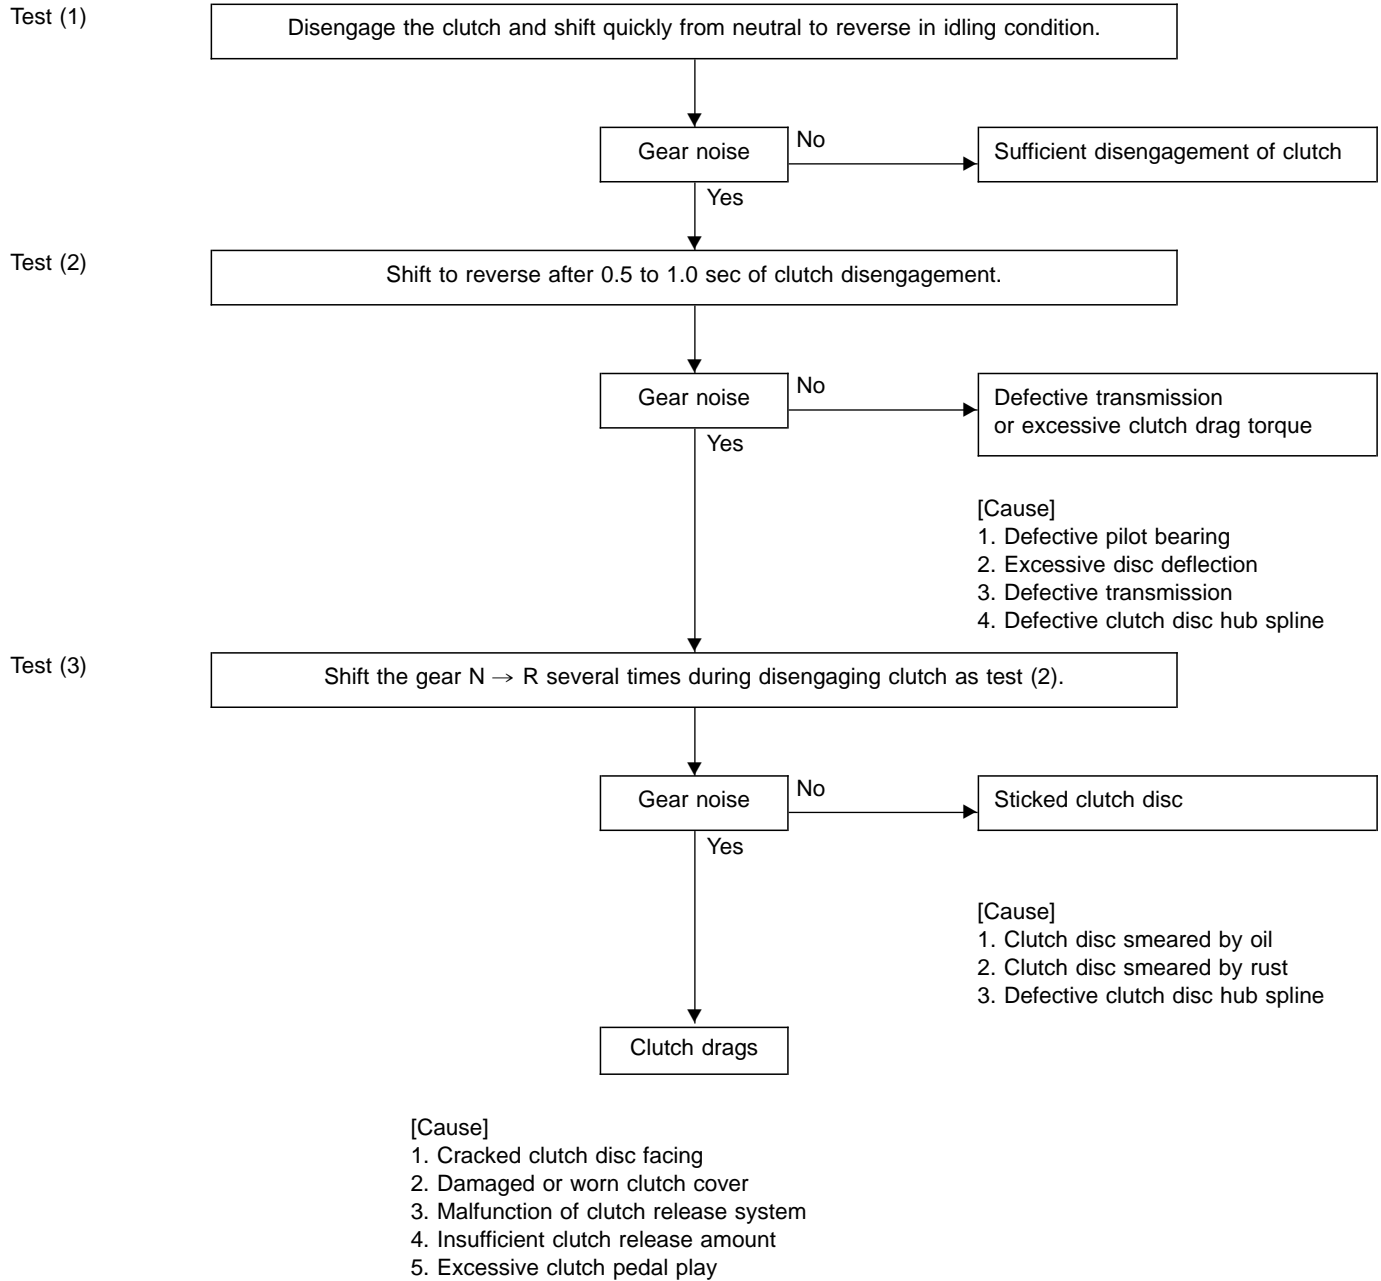 Test (1)
Disengage the clutch and shift quickly from neutral to reverse in idling condition.
Gear noise
No
Sufficient disengagement of clutch
Yes
Test (2)
Shift to reverse after 0.5 to 1.0 sec of clutch disengagement.
Gear noise
No
Defective transmission
or excessive clutch drag torque
Yes
[Cause]
1. Defective pilot bearing
2. Excessive disc deflection
3. Defective transmission
4. Defective clutch disc hub spline
Test (3)
Shift the gear N → R several times during disengaging clutch as test (2).
Gear noise
No
Sticked clutch disc
Yes
[Cause]
1. Clutch disc smeared by oil
2. Clutch disc smeared by rust
3. Defective clutch disc hub spline
Clutch drags
[Cause]
1. Cracked clutch disc facing
2. Damaged or worn clutch cover
3. Malfunction of clutch release system
4. Insufficient clutch release amount
5. Excessive clutch pedal play